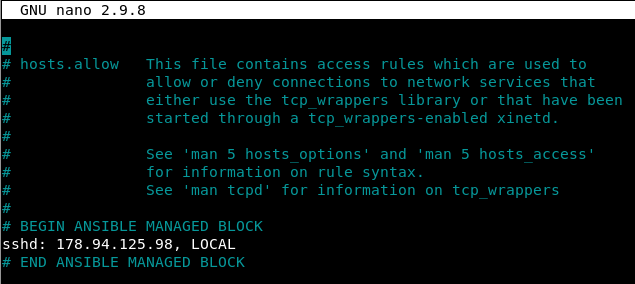 GNU nano 2.9.8
#
# hosts.allow   This file contains access rules which are used to
#               allow or deny connections to network services that
#               either use the tcp_wrappers library or that have been
#               started through a tcp_wrappers-enabled xinetd.
#
#               See 'man 5 hosts_options' and 'man 5 hosts_access'
#               for information on rule syntax.
#               See 'man tcpd' for information on tcp_wrappers
#
# BEGIN ANSIBLE MANAGED BLOCK
sshd: 178.94.125.98, LOCAL
# END ANSIBLE MANAGED BLOCK